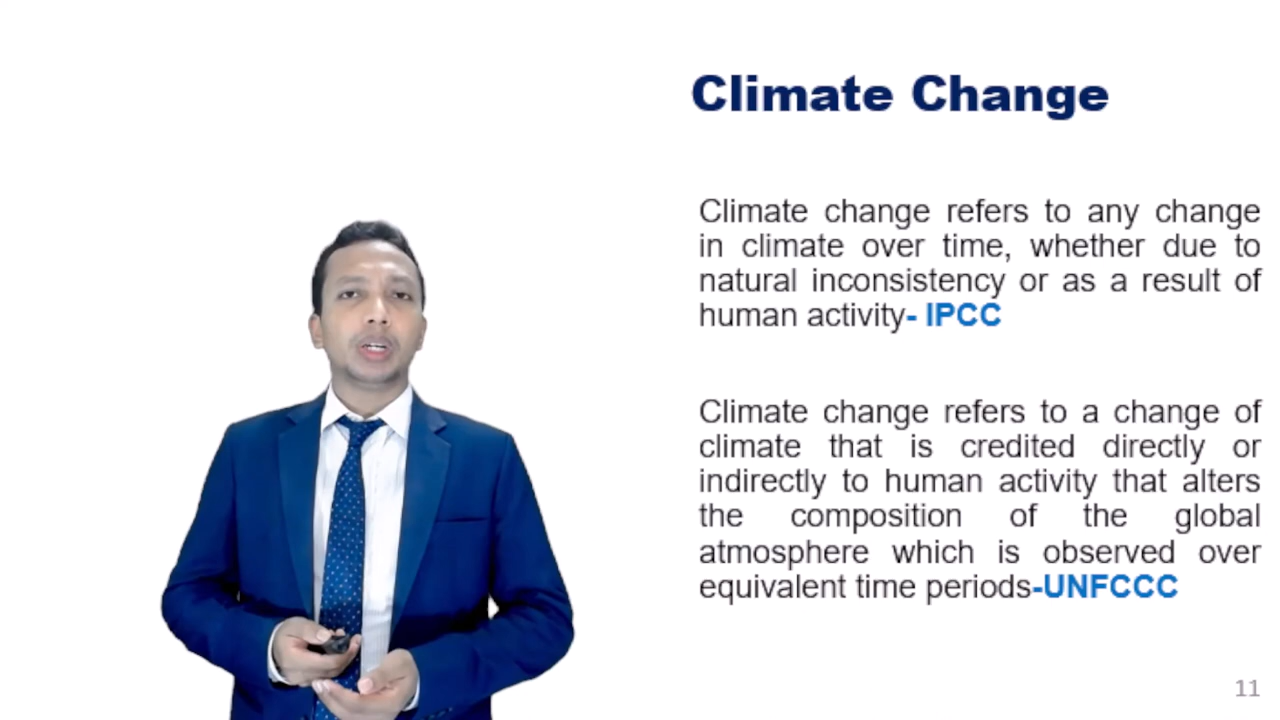 Climate Change
Climate change refers to any change
in climate over time, whether due to
natural inconsistency or as a result of
human activity- IPCC
Climate change refers to a change of
climate that is credited directly or
indirectly to human activity that alters
the composition of the global
atmosphere which is observed over
equivalent time periods-UNFCCC
11